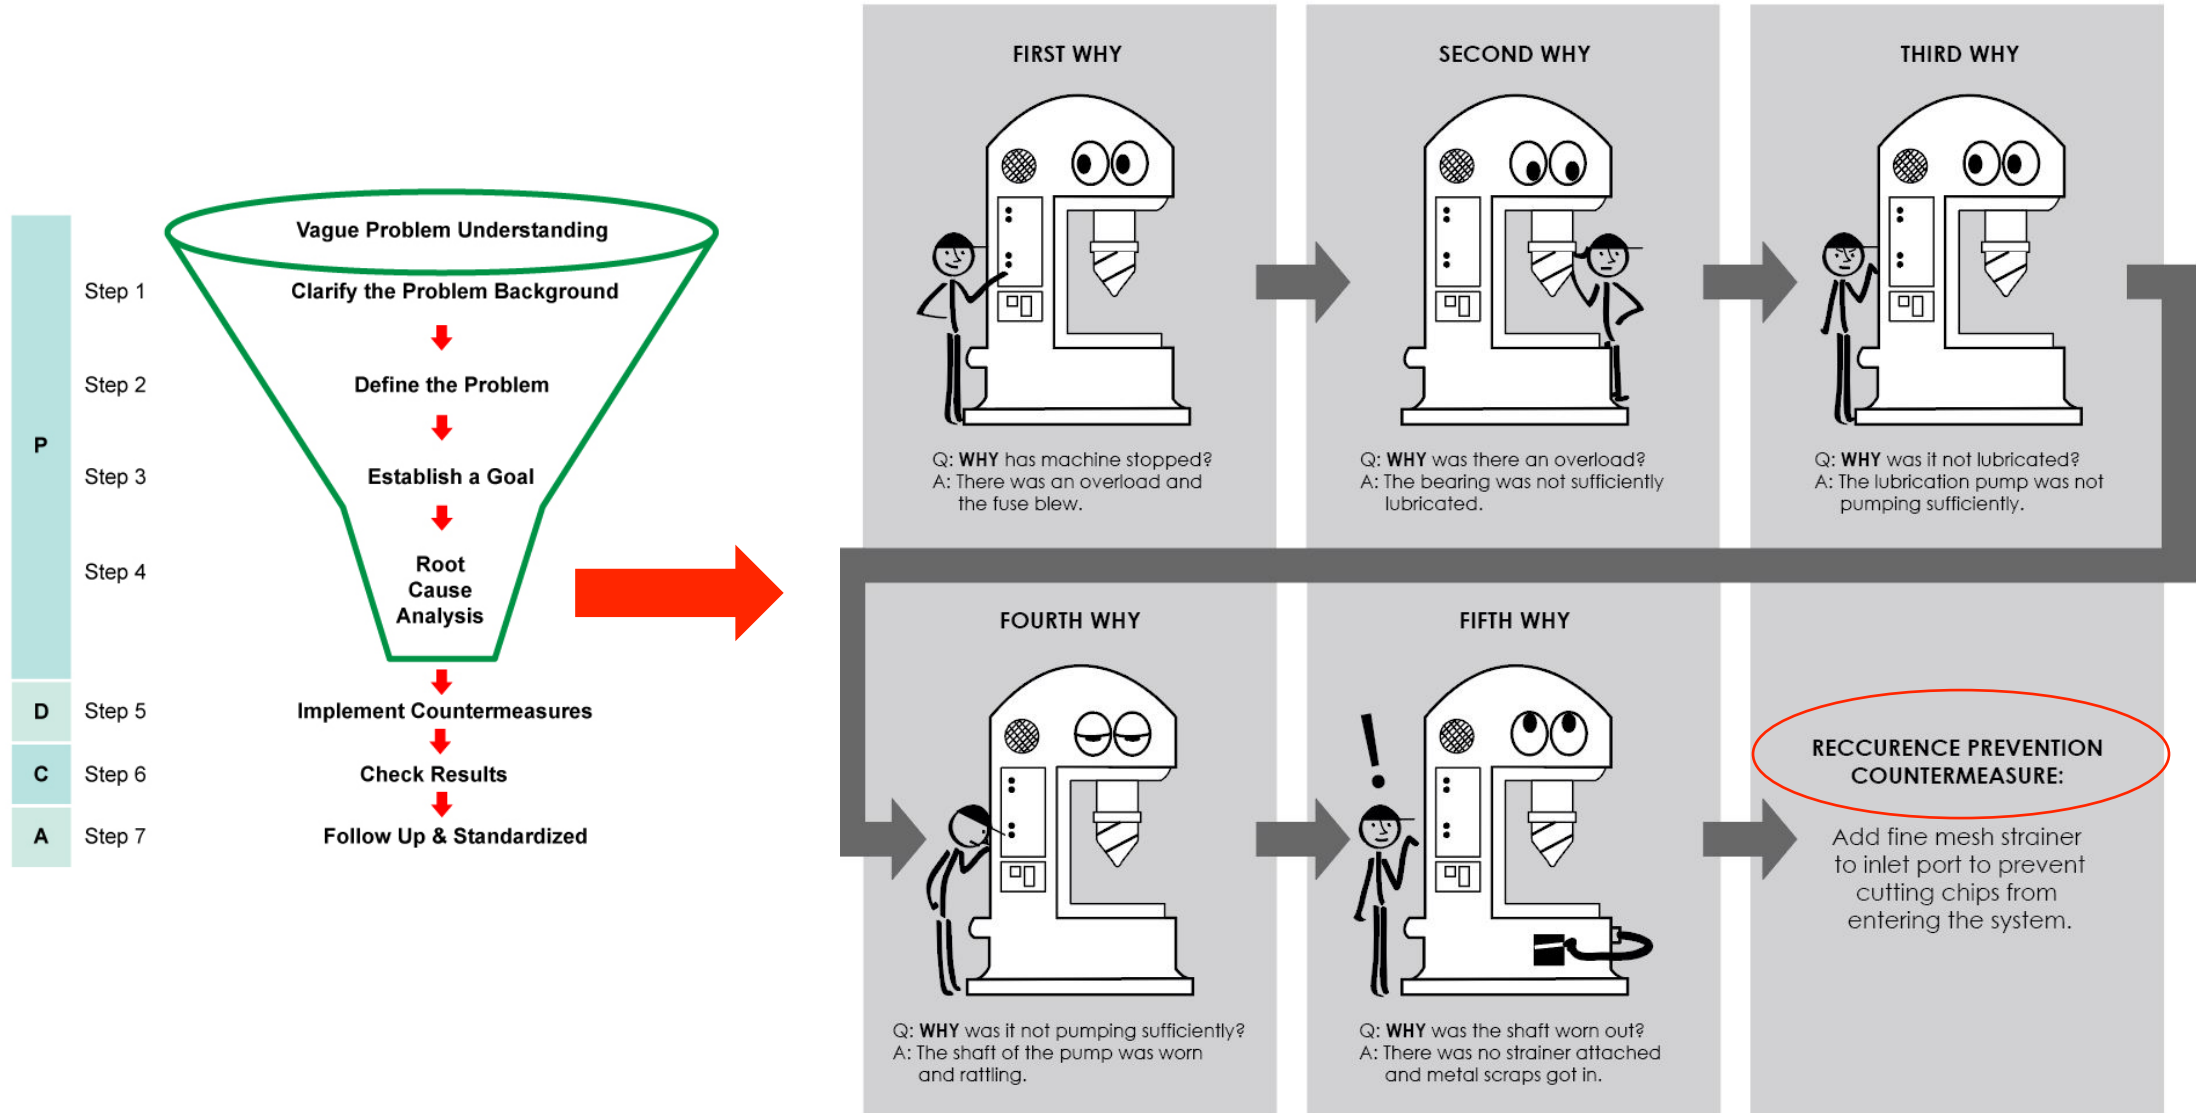 Vague Problem Understanding
Step 1
Clarify the Problem Background
Step 2
Define the Problem
P
Step 3
Establish a Goal
Step 4
Root
Cause
Analysis
D
Step 5
Implement Countermeasures
C
Step 6
Check Results
A
Step 7
Follow Up & Standardized
FIRST WHY
Q: WHY has machine stopped?
A: There was an overload and
the fuse blew.
SECOND WHY
Q: WHY was there an overload?
A: The bearing was not sufficiently
lubricated.
THIRD WHY
Q: WHY was it not lubricated?
A: The lubrication pump was not
pumping sufficiently.
FOURTH WHY
Q: WHY was it not pumping sufficiently?
A: The shaft of the pump was worn
and rattling.
FIFTH WHY
!
Q: WHY was the shaft worn out?
A: There was no strainer attached
and metal scraps got in.
RECCURENCE PREVENTION
COUNTERMEASURE:
Add fine mesh strainer
to inlet port to prevent
cutting chips from
entering the system.